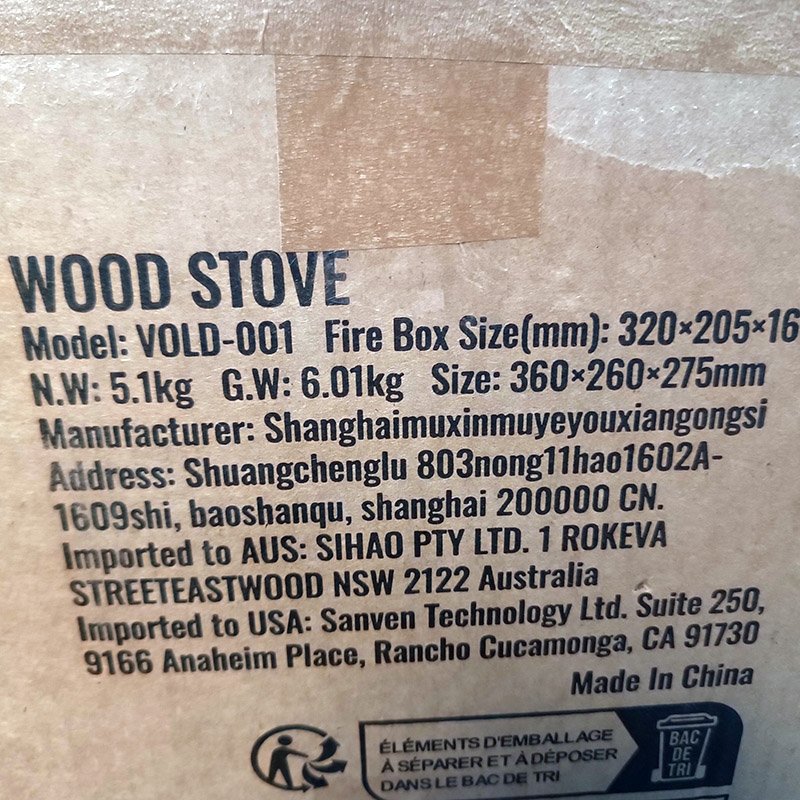 WOOD STOVE
Model: VOLD-001 Fire Box Size(mm): 320×205×16
N.W: 5.1kg G.W: 6.01kg Size: 360×260×275mm
Manufacturer: Shanghaimuxinmuyeyouxiangongsi
Address: Shuangchenglu 803nong11hao1602A-
1609shi, baoshanqu, shanghai 200000 CN.
Imported to AUS: SIHAO PTY LTD. 1 ROKEVA
STREETEASTWOOD NSW 2122 Australia
Imported to USA: Sanven Technology Ltd. Suite 250,
9166 Anaheim Place, Rancho Cucamonga, CA 91730
Made In China
ÉLÉMENTS D'EMBALLAGE
À SÉPARER ET À DÉPOSER
DANS LE BAC DE TRI
BAC
DE
TRI